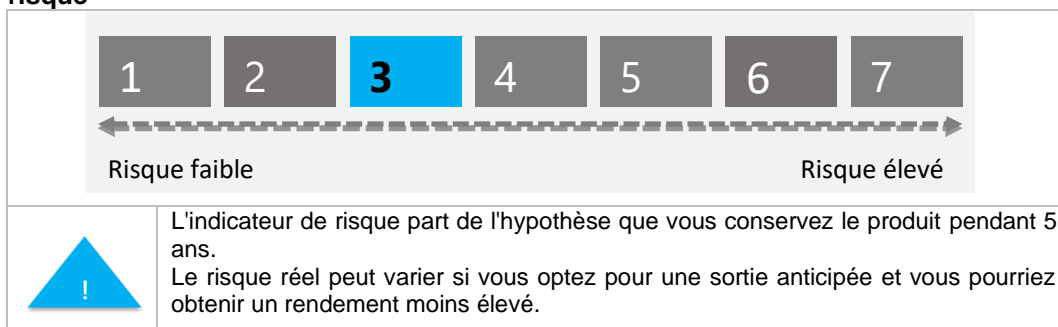 risque
1 2 3 4 5 6 7
Risque faible Risque élevé
L'indicateur de risque part de l'hypothèse que vous conservez le produit pendant 5
ans.
Le risque réel peut varier si vous optez pour une sortie anticipée et vous pourriez
obtenir un rendement moins élevé.
!